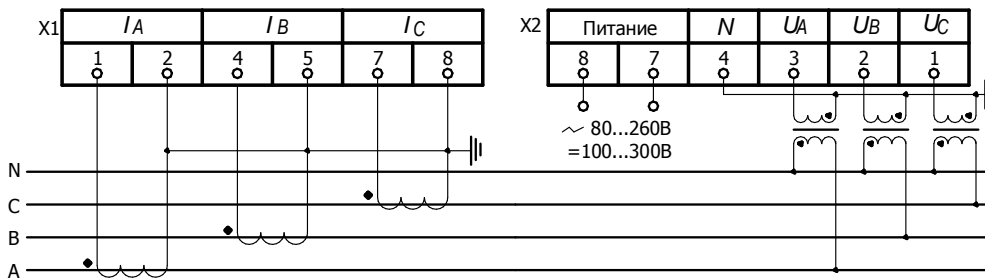 X1 IA IB IC X2 Питание N UA UB UC
1 2 4 5 7 8 8 7 4 3 2 1
~ 80...260В
=100...300В
N
C
B
A